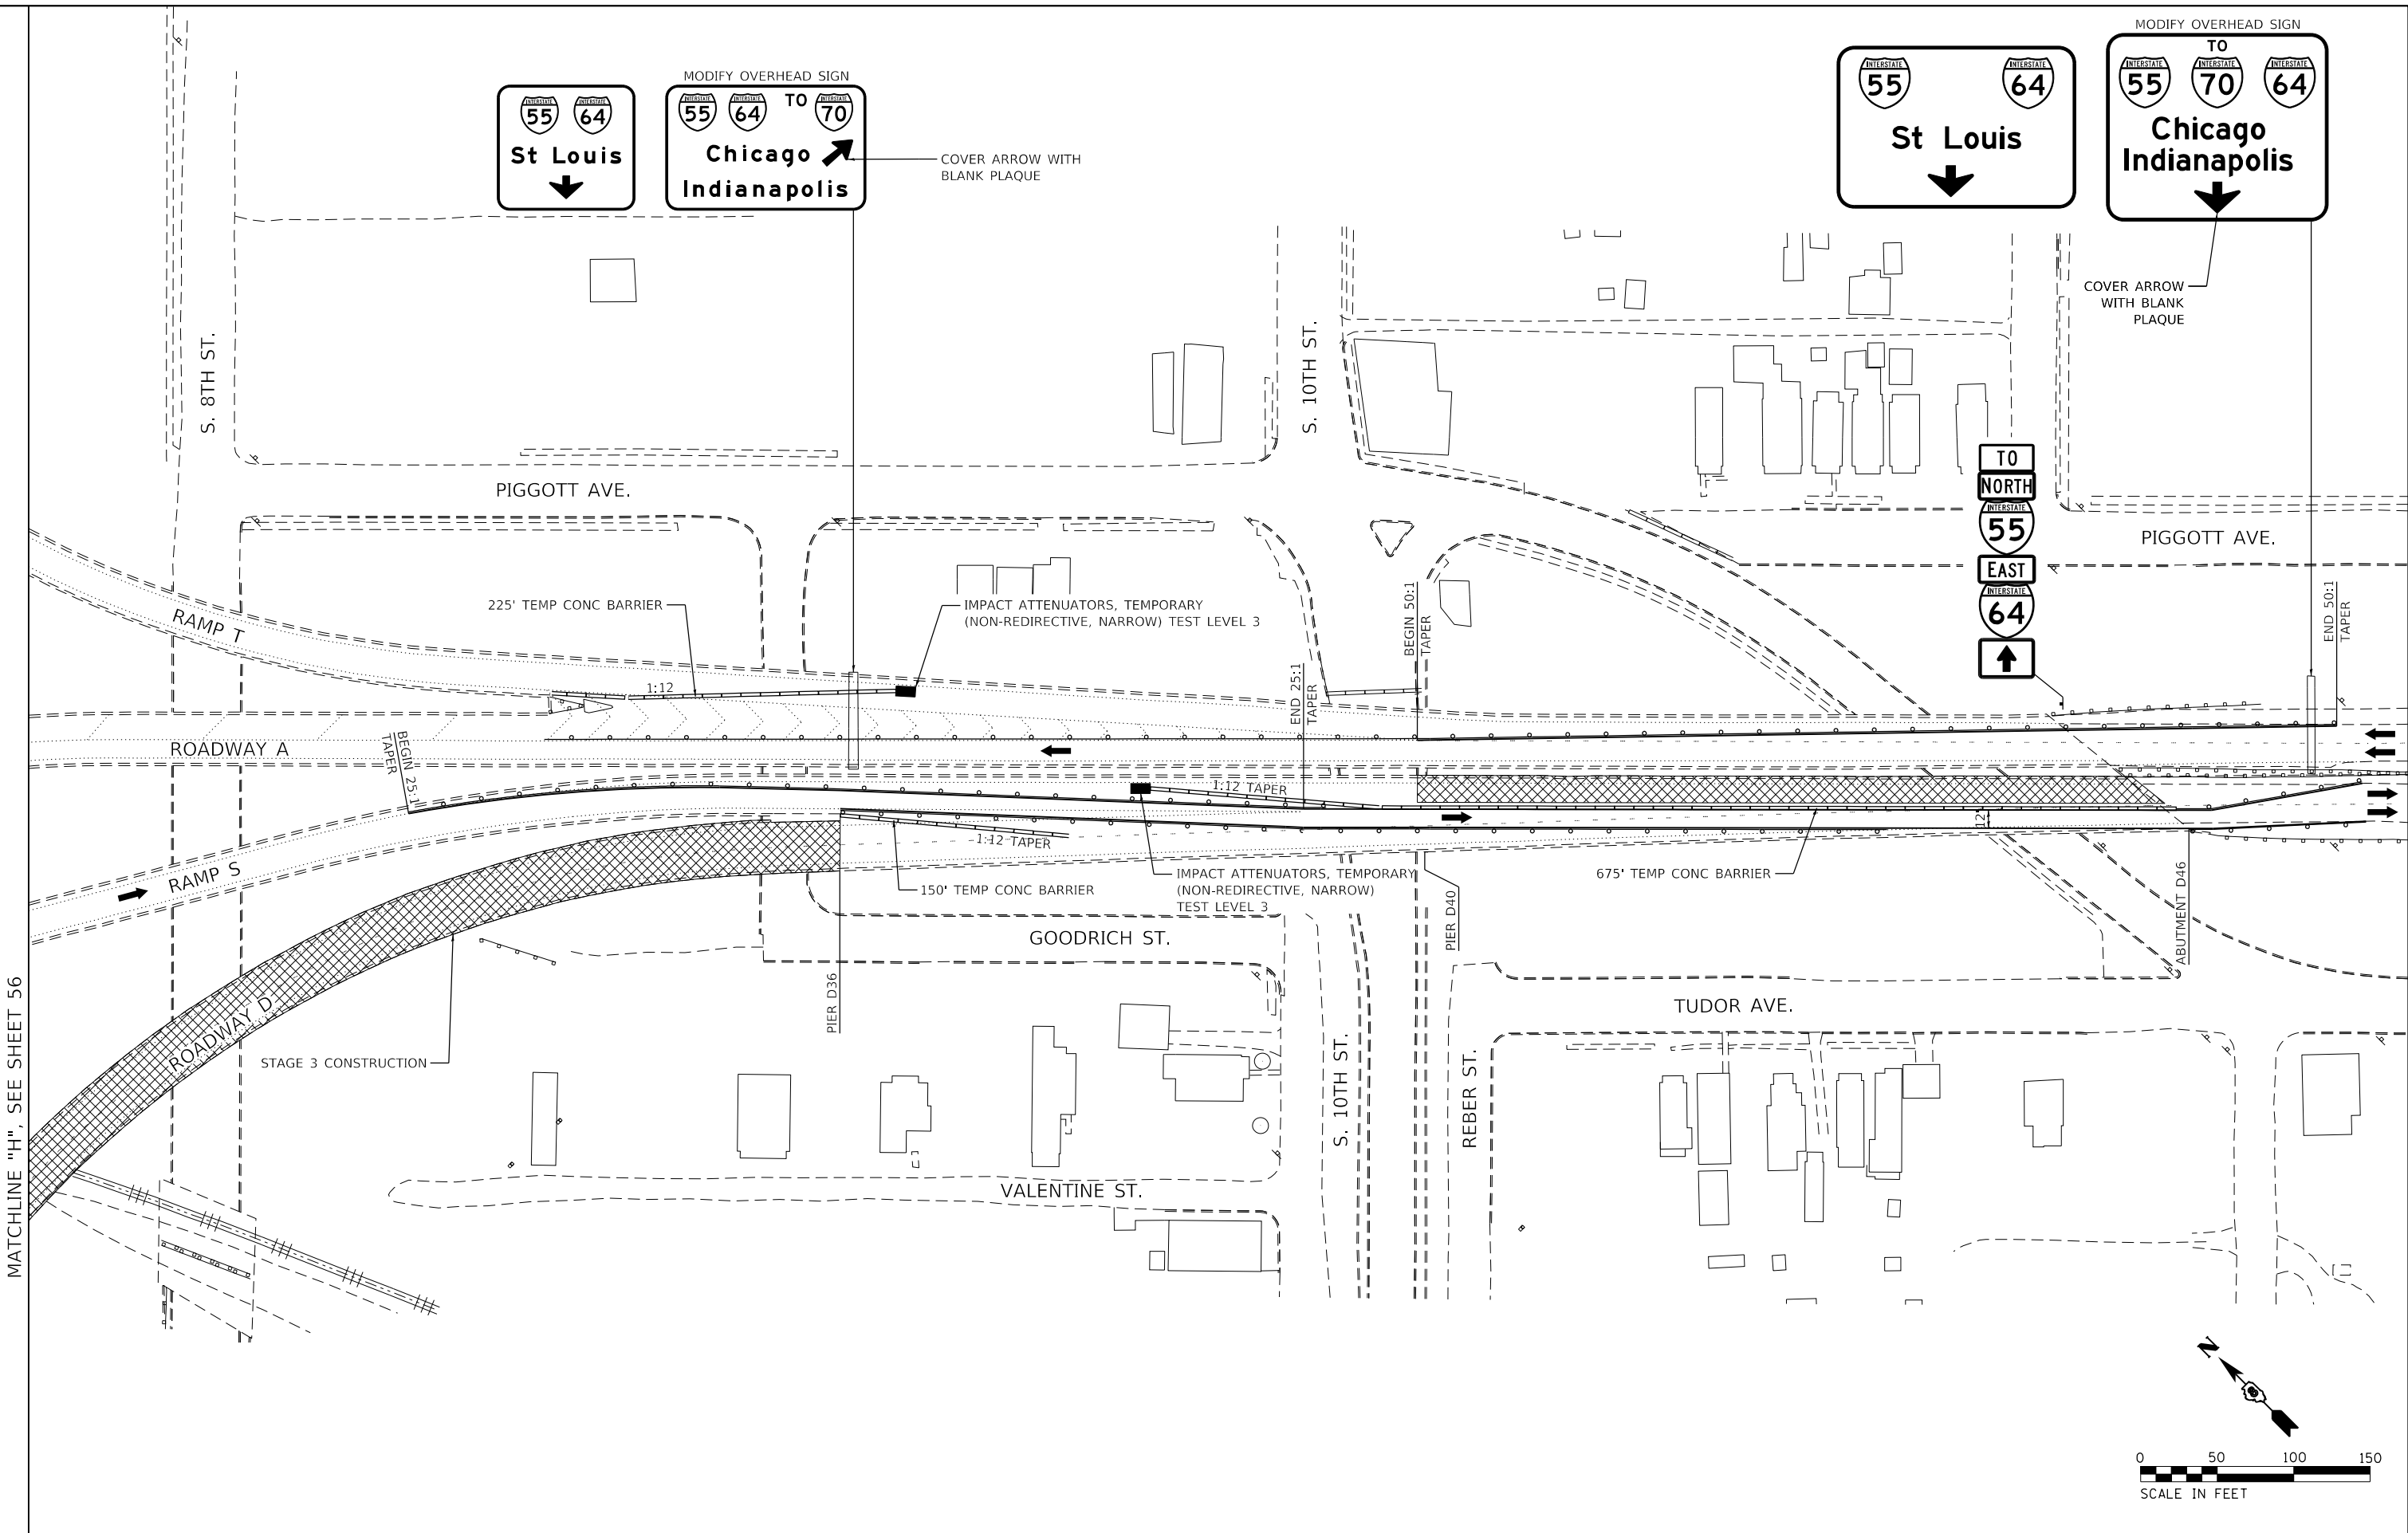 MODIFY OVERHEAD SIGN
INTERSTATE 55
INTERSTATE 64
St Louis
TO
INTERSTATE 55
INTERSTATE 70
INTERSTATE 64
Chicago
Indianapolis
MODIFY OVERHEAD SIGN
INTERSTATE 55
INTERSTATE 64
St Louis
INTERSTATE 55
INTERSTATE 64
TO
INTERSTATE 70
Chicago
Indianapolis
COVER ARROW WITH
BLANK PLAQUE
COVER ARROW
WITH BLANK
PLAQUE
S. 8TH ST.
S. 10TH ST.
PIGGOTT AVE.
TO
NORTH
INTERSTATE
55
EAST
INTERSTATE
64
PIGGOTT AVE.
RAMP T
225' TEMP CONC BARRIER
IMPACT ATTENUATORS, TEMPORARY
(NON-REDIRECTIVE, NARROW) TEST LEVEL 3
BEGIN 50:1
TAPER
END 50:1
TAPER
1:12
END 25:1
TAPER
ROADWAY A
BEGIN 25:1
TAPER
1:12 TAPER
12'
1:12 TAPER
RAMP S
150' TEMP CONC BARRIER
IMPACT ATTENUATORS, TEMPORARY
(NON-REDIRECTIVE, NARROW)
TEST LEVEL 3
675' TEMP CONC BARRIER
PIER D40
ABUTMENT D46
GOODRICH ST.
PIER D36
ROADWAY D
STAGE 3 CONSTRUCTION
TUDOR AVE.
S. 10TH ST.
REBER ST.
VALENTINE ST.
MATCHLINE "H", SEE SHEET 56
N
0 50 100 150
SCALE IN FEET